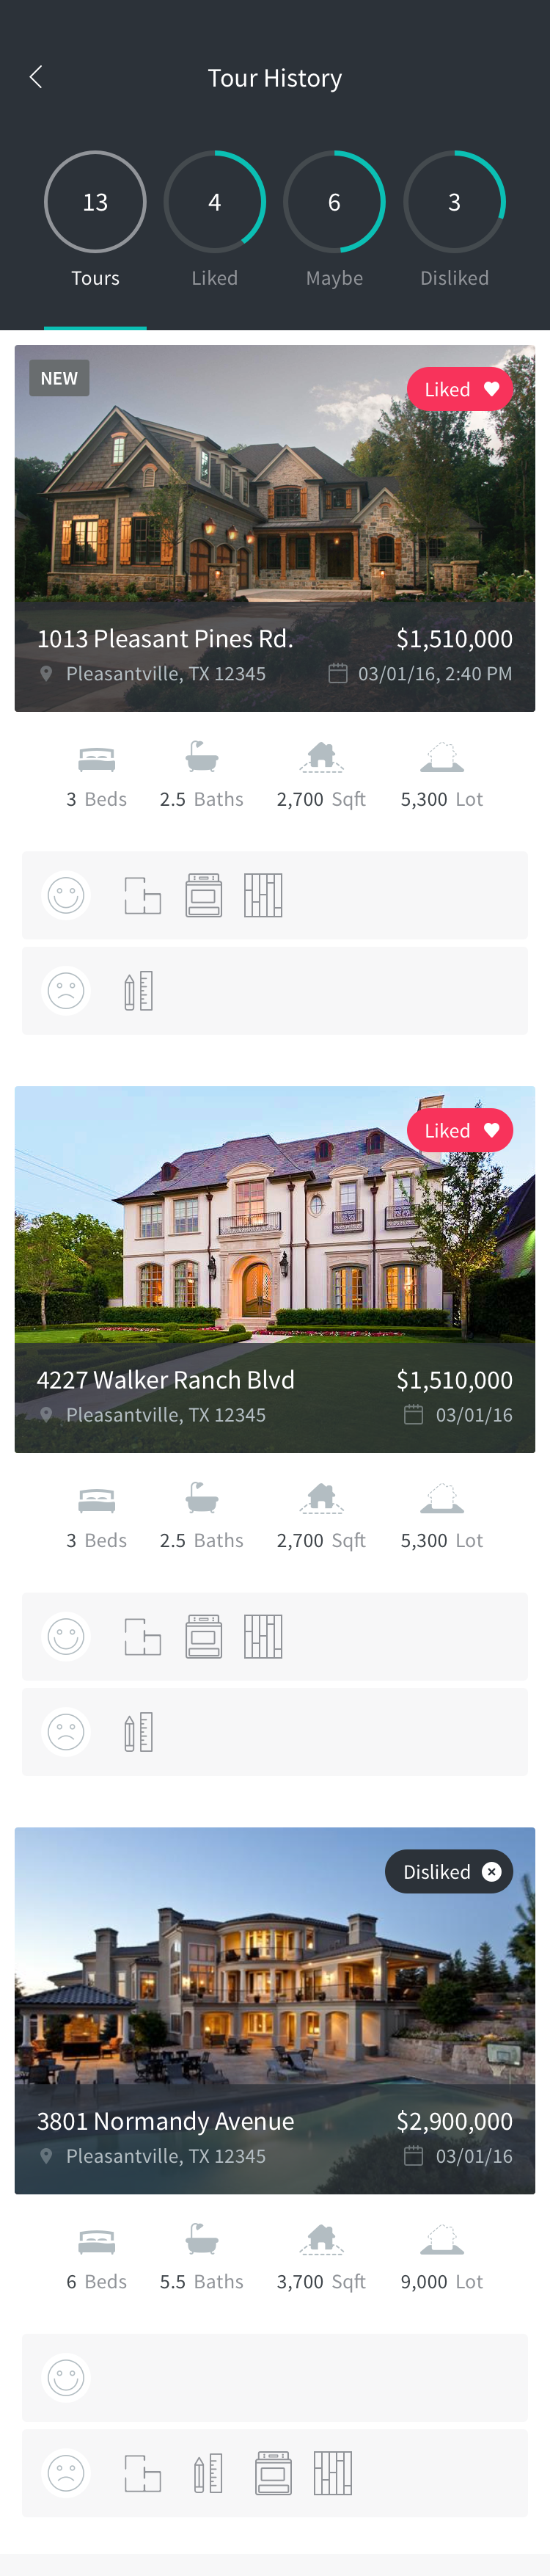 Tour History
13 4 6 3
Tours Liked Maybe Disliked
NEW
Liked
1013 Pleasant Pines Rd. $1,510,000
Pleasantville, TX 12345 03/01/16, 2:40 PM
3 Beds 2.5 Baths 2,700 Sqft 5,300 Lot
Liked
4227 Walker Ranch Blvd $1,510,000
Pleasantville, TX 12345 03/01/16
3 Beds 2.5 Baths 2,700 Sqft 5,300 Lot
Disliked
3801 Normandy Avenue $2,900,000
Pleasantville, TX 12345 03/01/16
6 Beds 5.5 Baths 3,700 Sqft 9,000 Lot